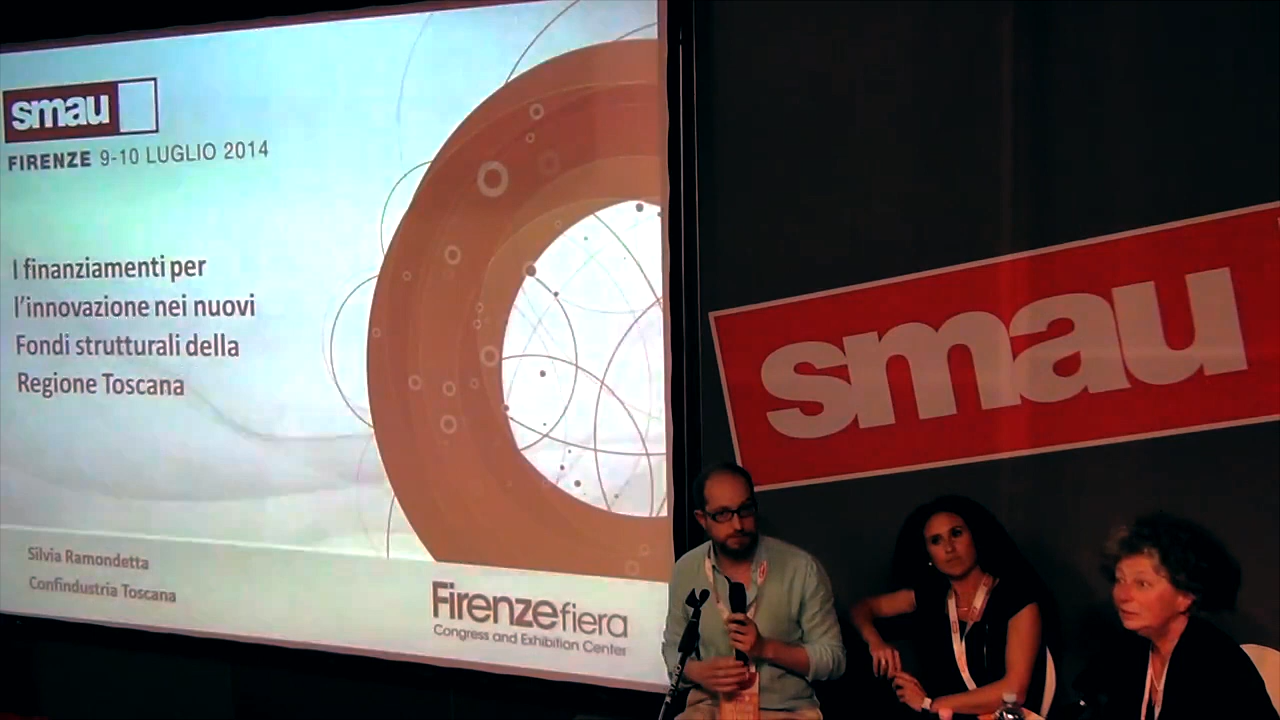 smau
FIRENZE 9-10 LUGLIO 2014
I finanziamenti per
l'innovazione nei nuovi
Fondi strutturali della
Regione Toscana
Silvia Ramondetta
Confindustria Toscana
Firenzefiera
Congress and Exhibition Center
smau